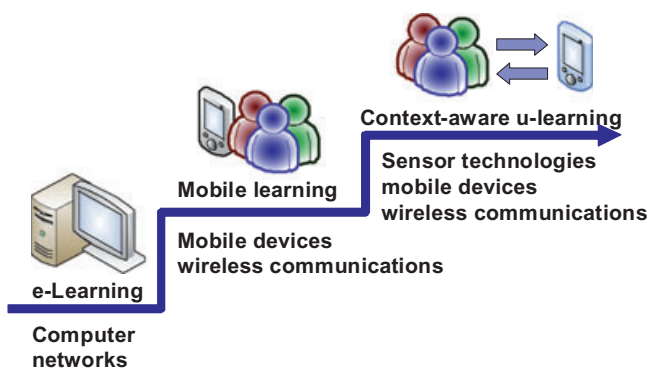 Context-aware u-learning
Sensor technologies
mobile devices
wireless communications
Mobile learning
Mobile devices
wireless communications
e-Learning
Computer
networks